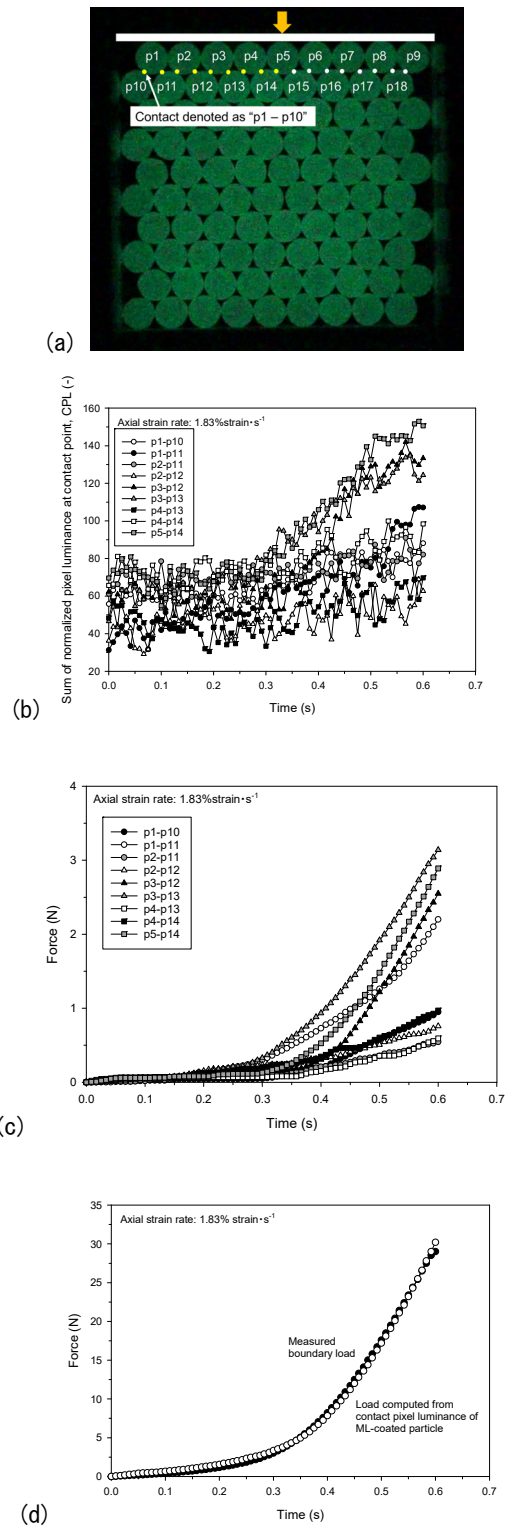 p1 p2 p3 p4 p5 p6 p7 p8 p9
p10 p11 p12 p13 p14 p15 p16 p17 p18
Contact denoted as “p1 – p10”
(a)
Sum of normalized pixel luminance at contact point, CPL (-)
160
140
120
100
80
60
40
20
Axial strain rate: 1.83%strain･s-1
p1-p10
p1-p11
p2-p11
p2-p12
p3-p12
p3-p13
p4-p13
p4-p14
p5-p14
0.0 0.1 0.2 0.3 0.4 0.5 0.6 0.7
Time (s)
(b)
Force (N)
4
3
2
1
0
Axial strain rate: 1.83%strain･s-1
p1-p10
p1-p11
p2-p11
p2-p12
p3-p12
p3-p13
p4-p13
p4-p14
p5-p14
0.0 0.1 0.2 0.3 0.4 0.5 0.6 0.7
Time (s)
(c)
Force (N)
35
30
25
20
15
10
5
0
Axial strain rate: 1.83% strain･s-1
Measured
boundary load
Load computed from
contact pixel luminance of
ML-coated particle
0.0 0.1 0.2 0.3 0.4 0.5 0.6 0.7
Time (s)
(d)